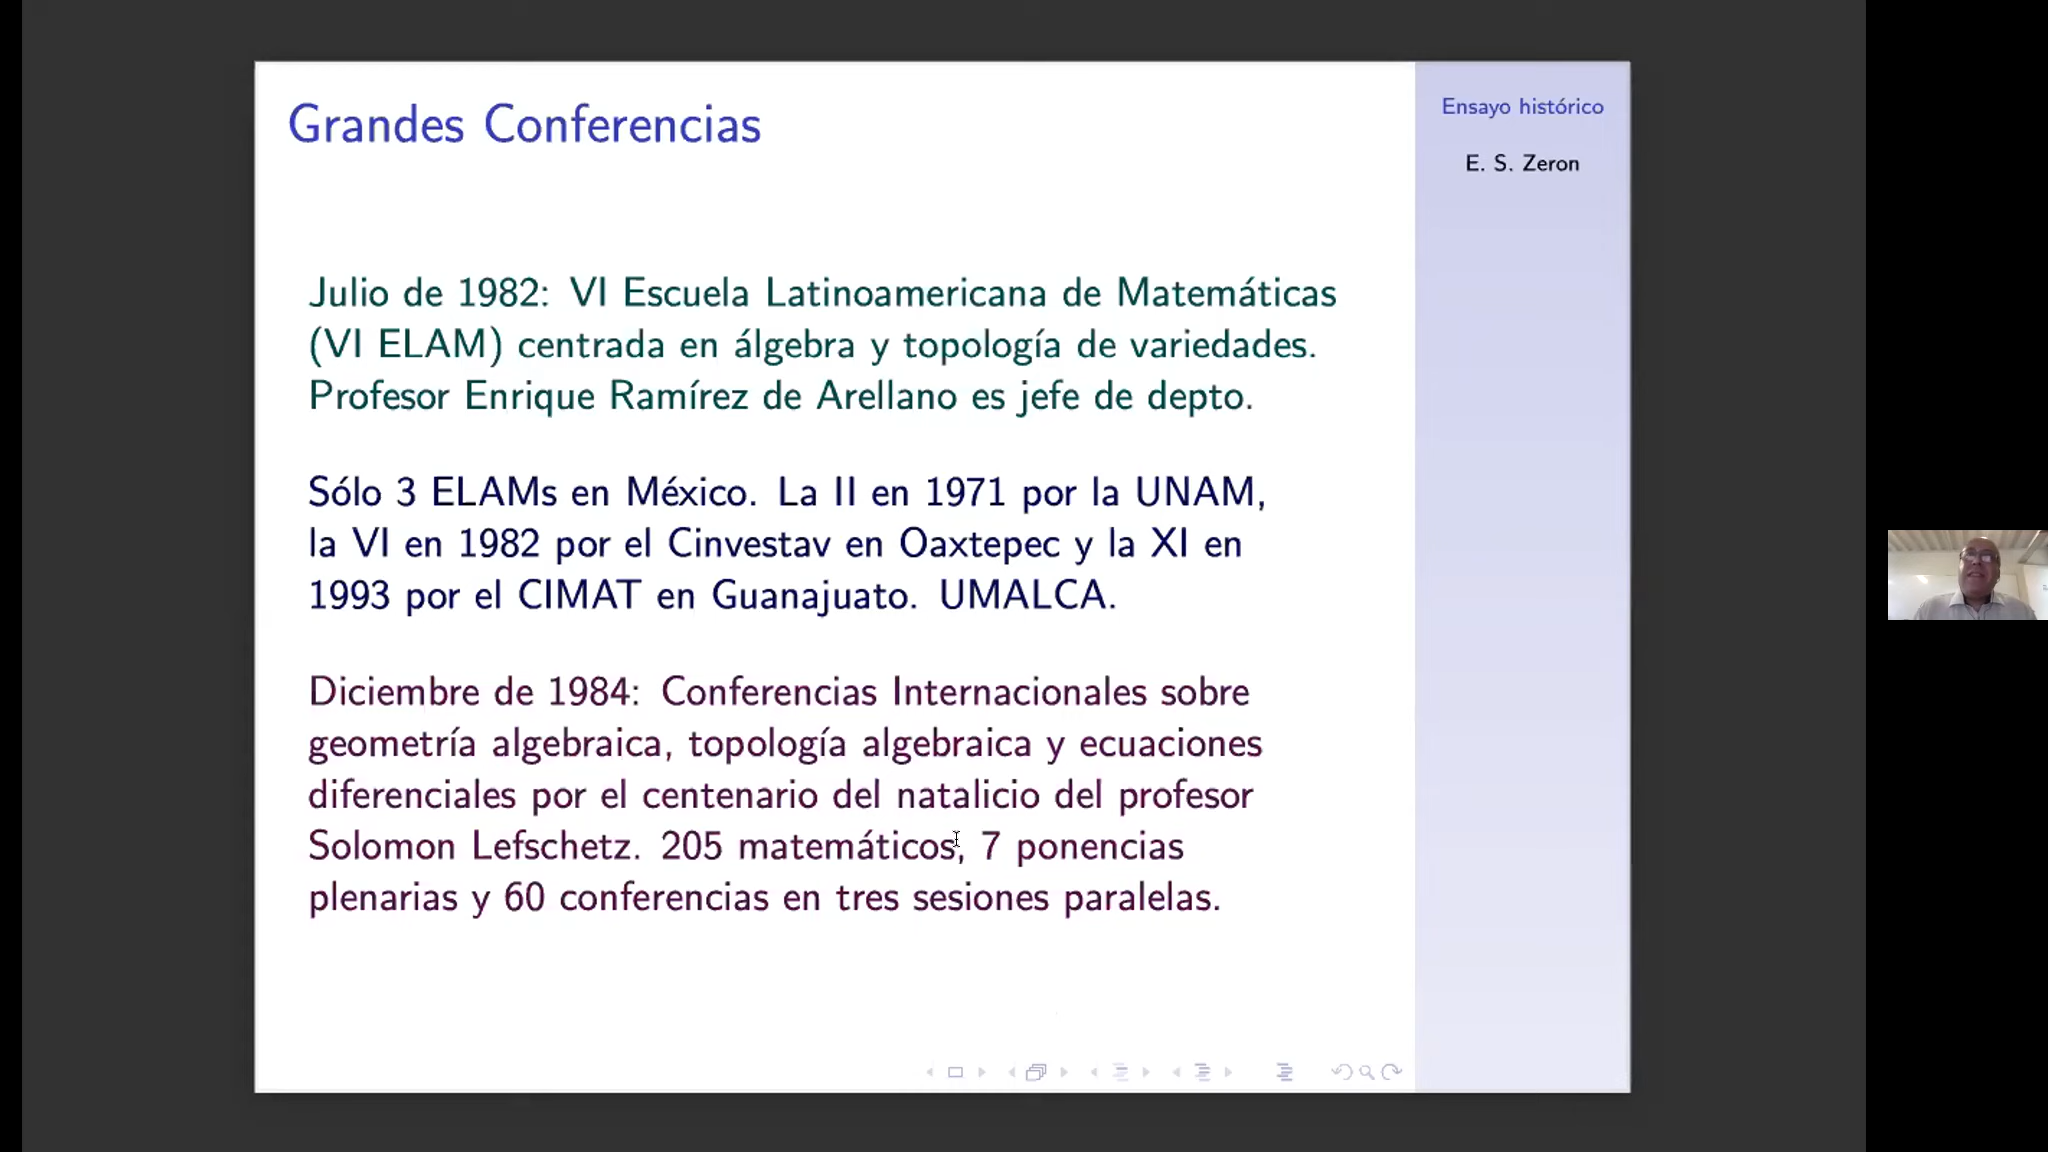 Grandes Conferencias
Julio de 1982: VI Escuela Latinoamericana de Matemáticas
(VI ELAM) centrada en álgebra y topología de variedades.
Profesor Enrique Ramírez de Arellano es jefe de depto.
Sólo 3 ELAMs en México. La II en 1971 por la UNAM,
la VI en 1982 por el Cinvestav en Oaxtepec y la XI en
1993 por el CIMAT en Guanajuato. UMALCA.
Diciembre de 1984: Conferencias Internacionales sobre
geometría algebraica, topología algebraica y ecuaciones
diferenciales por el centenario del natalicio del profesor
Solomon Lefschetz. 205 matemáticos, 7 ponencias
plenarias y 60 conferencias en tres sesiones paralelas.
Ensayo histórico
E. S. Zeron